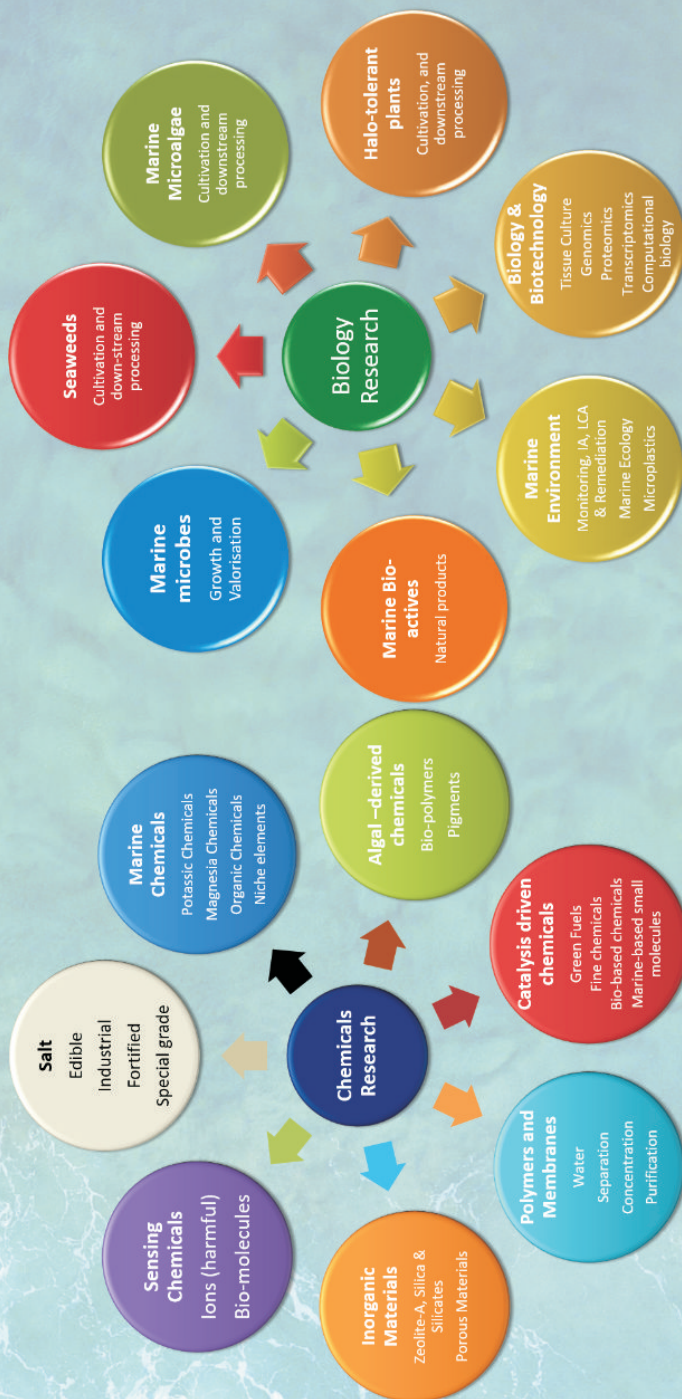 Chemicals
Research
Salt
Edible
Industrial
Fortified
Special grade
Marine
Chemicals
Potassic Chemicals
Magnesia Chemicals
Organic Chemicals
Niche elements
Algal –derived
chemicals
Bio-polymers
Pigments
Catalysis driven
chemicals
Green Fuels
Fine chemicals
Bio-based chemicals
Marine-based small
molecules
Polymers and
Membranes
Water
Separation
Concentration
Purification
Inorganic
Materials
Zeolite-A, Silica &
Silicates
Porous Materials
Sensing
Chemicals
Ions (harmful)
Bio-molecules
Biology
Research
Seaweeds
Cultivation and
down-stream
processing
Marine
Microalgae
Cultivation and
downstream
processing
Halo-tolerant
plants
Cultivation, and
downstream
processing
Biology &
Biotechnology
Tissue Culture
Genomics
Proteomics
Transcriptomics
Computational
biology
Marine
Environment
Monitoring, IA, LCA
& Remediation
Marine Ecology
Microplastics
Marine Bio-
actives
Natural products
Marine
microbes
Growth and
Valorisation